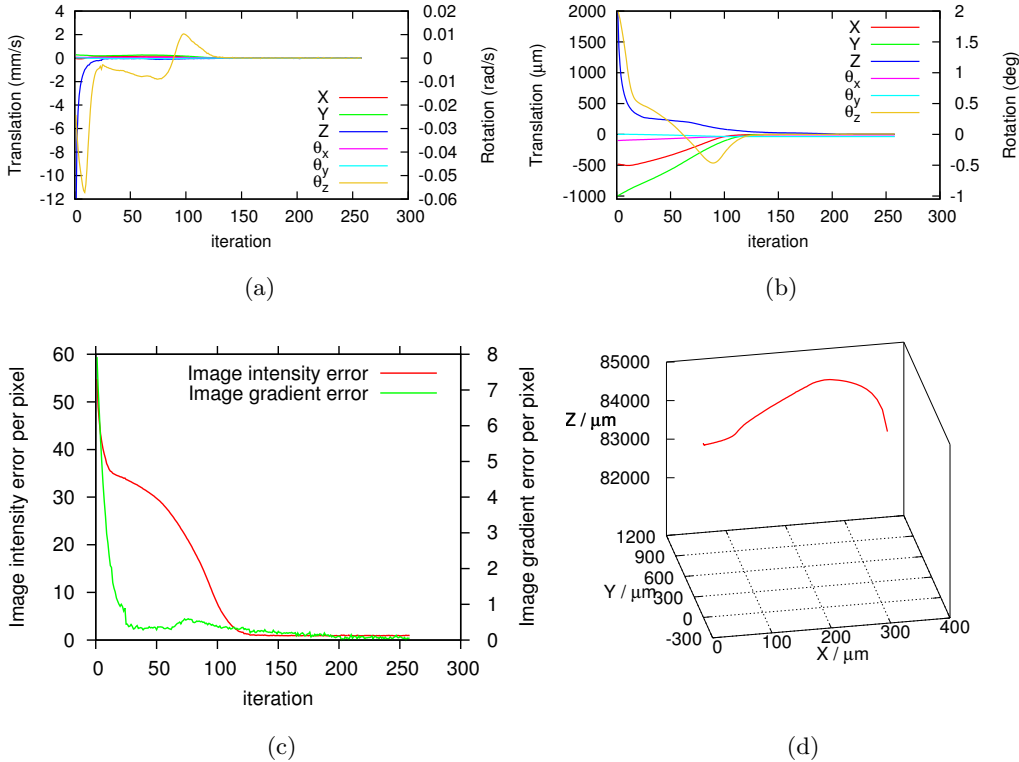 4
2
0
-2
-4
-6
-8
-10
-12
0 50 100 150 200 250 300
0.02
0.01
0
-0.01
-0.02
-0.03
-0.04
-0.05
-0.06
Translation (mm/s)
Rotation (rad/s)
iteration
X
Y
Z
θx
θy
θz
(a)
2000
1500
1000
500
0
-500
-1000
0 50 100 150 200 250 300
2
1.5
1
0.5
0
-0.5
-1
Translation (μm)
Rotation (deg)
iteration
X
Y
Z
θx
θy
θz
(b)
60
50
40
30
20
10
0
0 50 100 150 200 250 300
8
7
6
5
4
3
2
1
0
Image intensity error per pixel
Image gradient error per pixel
iteration
Image intensity error
Image gradient error
(c)
85000
84000
Z / μm
83000
82000
1200
900
600
Y / μm
300
0
-300
0
100
200
300
400
X / μm
(d)